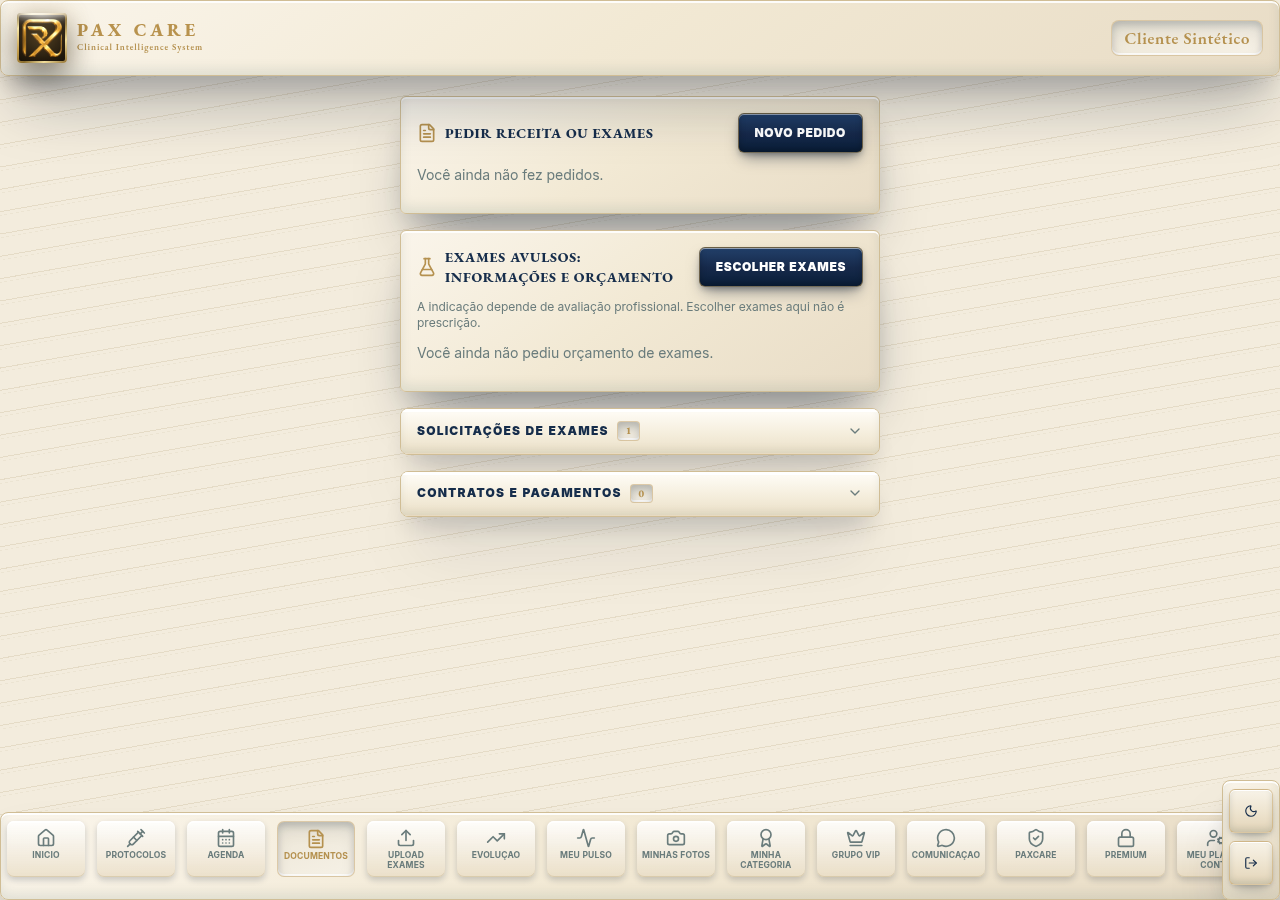 PAX CARE
Clinical Intelligence System
Cliente Sintético
PEDIR RECEITA OU EXAMES
NOVO PEDIDO
Você ainda não fez pedidos.
EXAMES AVULSOS:
INFORMAÇÕES E ORÇAMENTO
ESCOLHER EXAMES
A indicação depende de avaliação profissional. Escolher exames aqui não é
prescrição.
Você ainda não pediu orçamento de exames.
SOLICITAÇÕES DE EXAMES 1
CONTRATOS E PAGAMENTOS 0
INICIO
PROTOCOLOS
AGENDA
DOCUMENTOS
UPLOAD
EXAMES
EVOLUÇAO
MEU PULSO
MINHAS FOTOS
MINHA
CATEGORIA
GRUPO VIP
COMUNICAÇAO
PAXCARE
PREMIUM
MEU